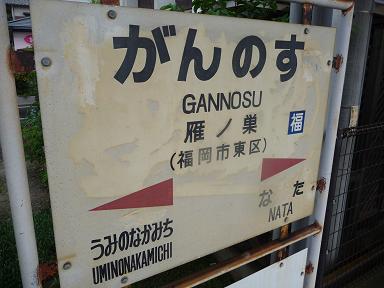 がんのす
GANNOSU
雁ノ巣
福
(福岡市東区)
うみのなかみち
UMINONAKAMICHI
なた
NATA